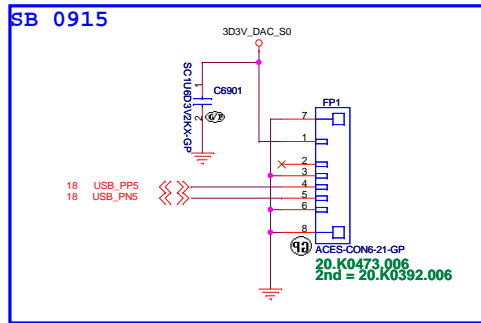 SB 0915
3D3V_DAC_S0
SC1U6D3V2KX-GP
1
C6901
2
G/P
FP1
7
1
2
3
18 USB_PP5 4
18 USB_PN5 5
6
8
GP
ACES-CON6-21-GP
20.K0473.006
2nd = 20.K0392.006